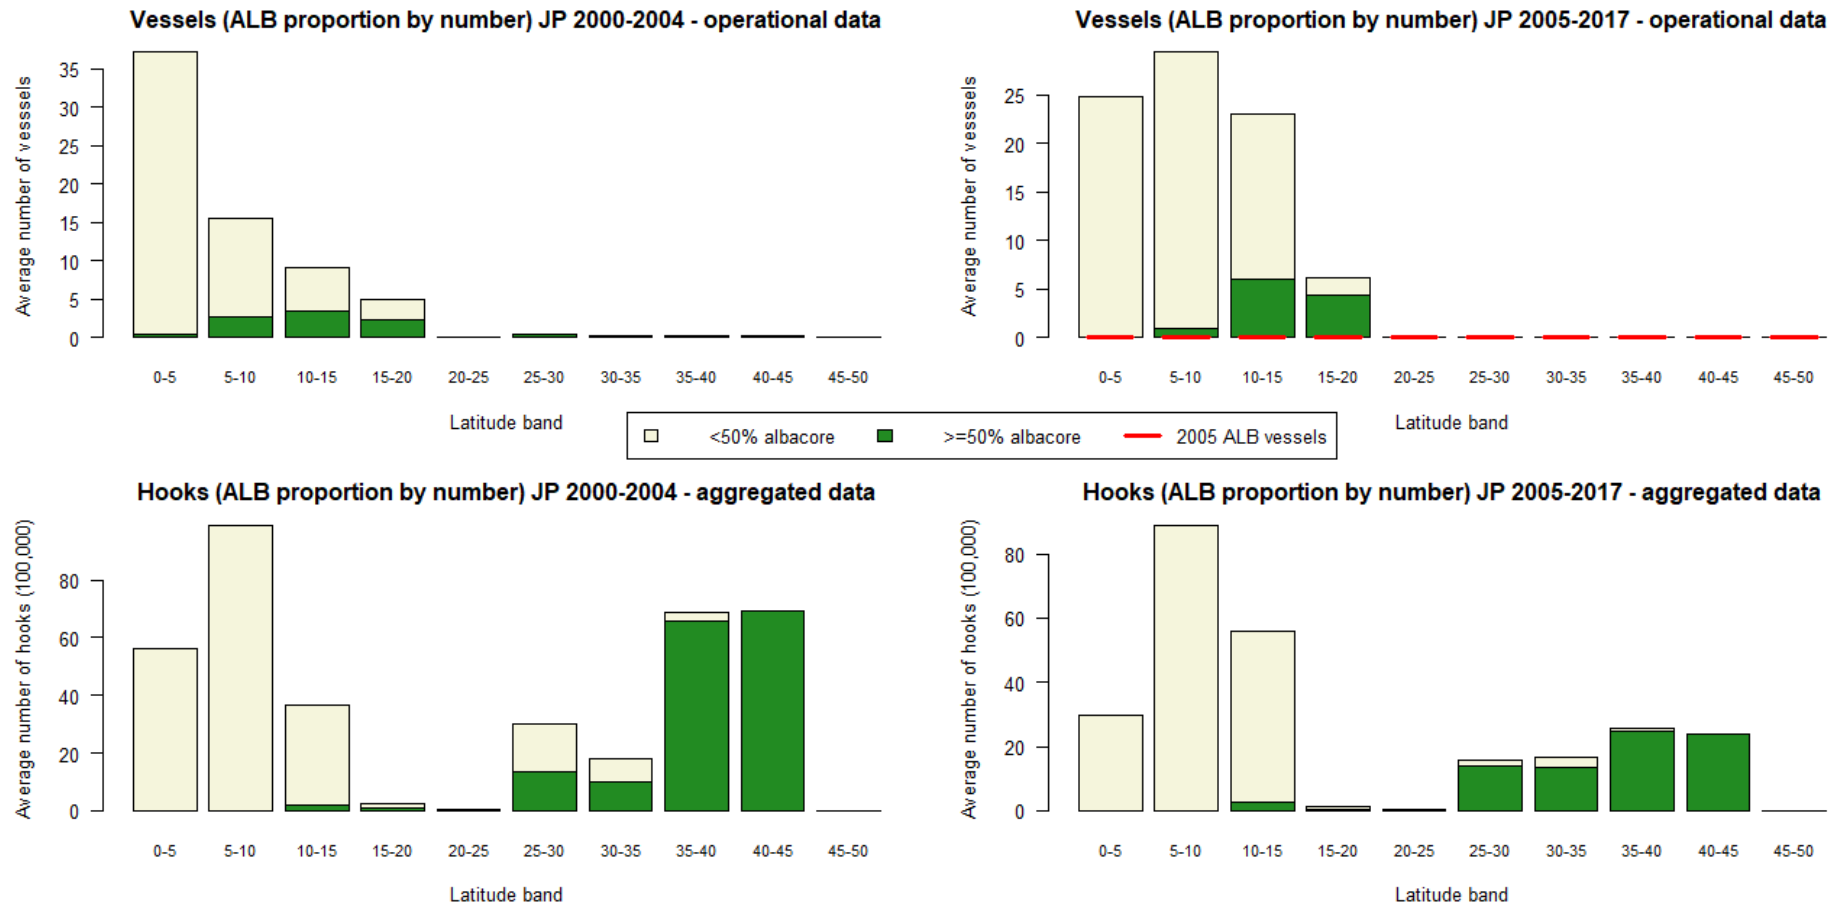 Vessels (ALB proportion by number) JP 2000-2004 - operational data
Average number of vesssels
35
30
25
20
15
10
5
0
0-5 5-10 10-15 15-20 20-25 25-30 30-35 35-40 40-45 45-50
Latitude band
Vessels (ALB proportion by number) JP 2005-2017 - operational data
Average number of vesssels
25
20
15
10
5
0
0-5 5-10 10-15 15-20 20-25 25-30 30-35 35-40 40-45 45-50
Latitude band
<50% albacore >=50% albacore 2005 ALB vessels
Hooks (ALB proportion by number) JP 2000-2004 - aggregated data
Average number of hooks (100,000)
80
60
40
20
0
0-5 5-10 10-15 15-20 20-25 25-30 30-35 35-40 40-45 45-50
Latitude band
Hooks (ALB proportion by number) JP 2005-2017 - aggregated data
Average number of hooks (100,000)
80
60
40
20
0
0-5 5-10 10-15 15-20 20-25 25-30 30-35 35-40 40-45 45-50
Latitude band